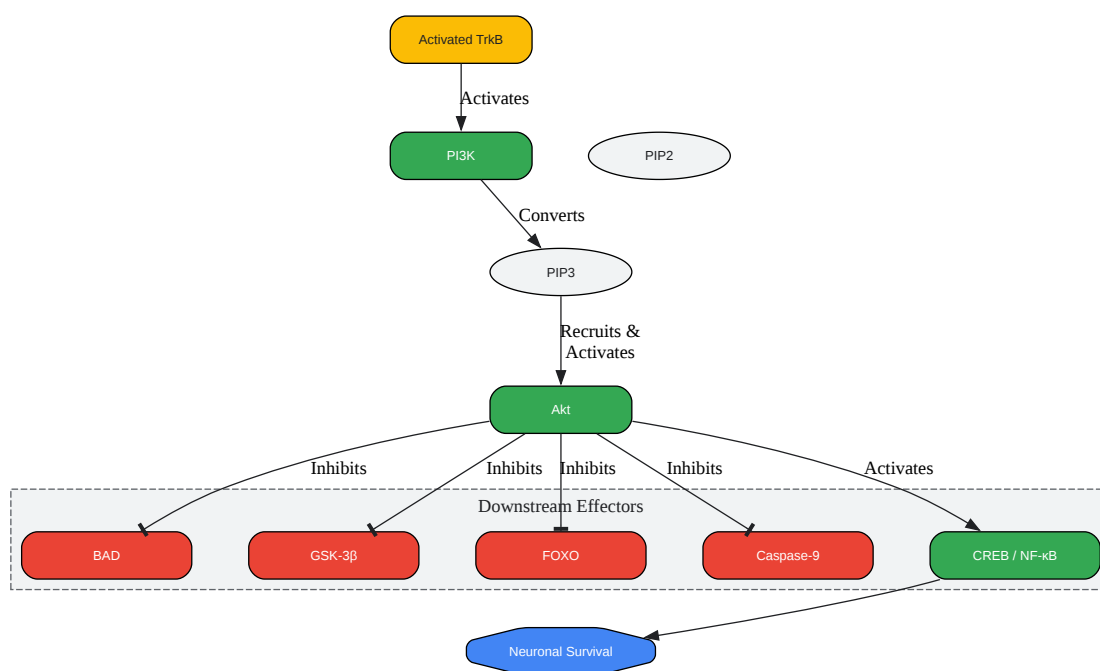 Activated TrkB
Activates
PI3K
PIP2
Converts
PIP3
Recruits &
Activates
Akt
Inhibits
Inhibits
Inhibits
Inhibits
Activates
Downstream Effectors
BAD
GSK-3β
FOXO
Caspase-9
CREB / NF-κB
Neuronal Survival